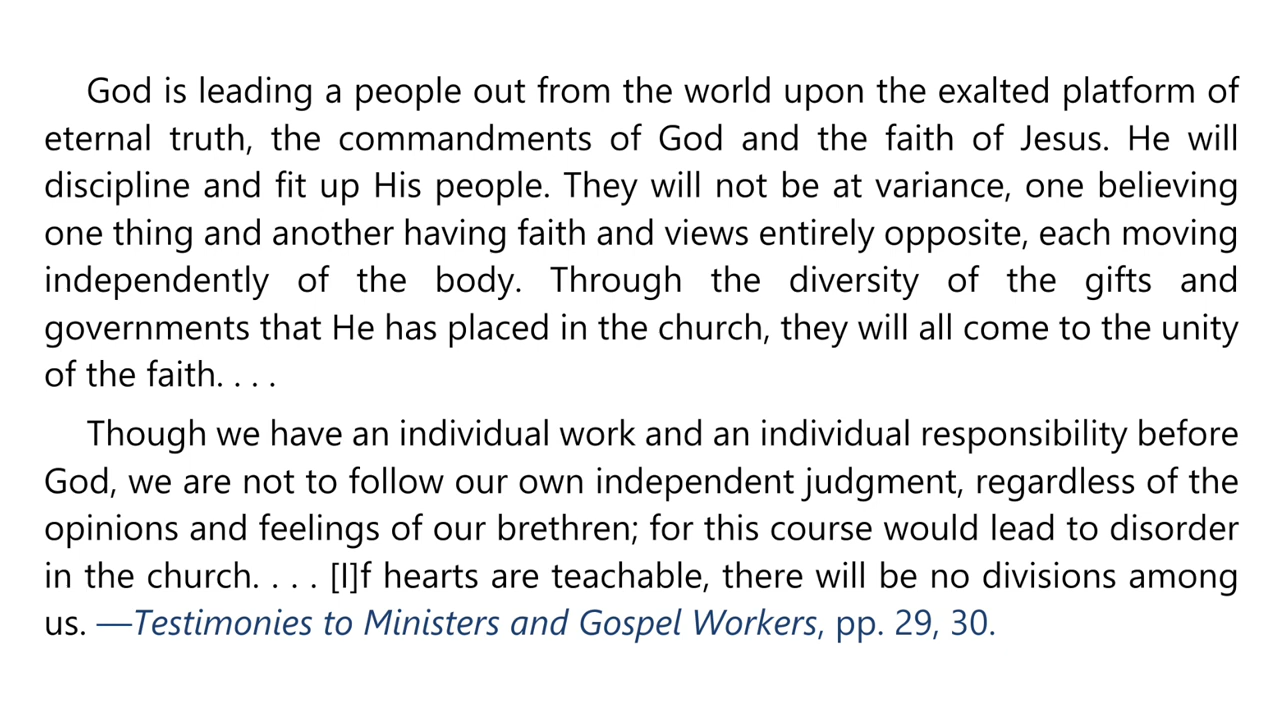 God is leading a people out from the world upon the exalted platform of
eternal truth, the commandments of God and the faith of Jesus. He will
discipline and fit up His people. They will not be at variance, one believing
one thing and another having faith and views entirely opposite, each moving
independently of the body. Through the diversity of the gifts and
governments that He has placed in the church, they will all come to the unity
of the faith. . . .
Though we have an individual work and an individual responsibility before
God, we are not to follow our own independent judgment, regardless of the
opinions and feelings of our brethren; for this course would lead to disorder
in the church. . . . [I]f hearts are teachable, there will be no divisions among
us. —Testimonies to Ministers and Gospel Workers, pp. 29, 30.